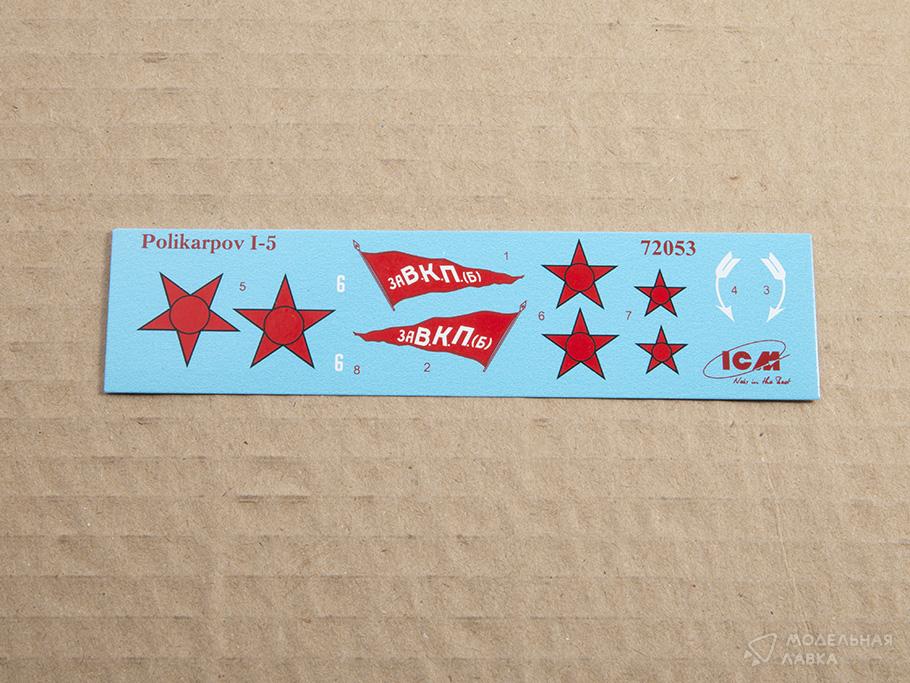 Polikarpov I-5
72053
5
6
ЗА В.К.П.(Б)
1
6
7
4
3
ЗА В.К.П.(Б)
6
8
2
ICM
МОДЕЛЬНАЯ
ЛАВКА